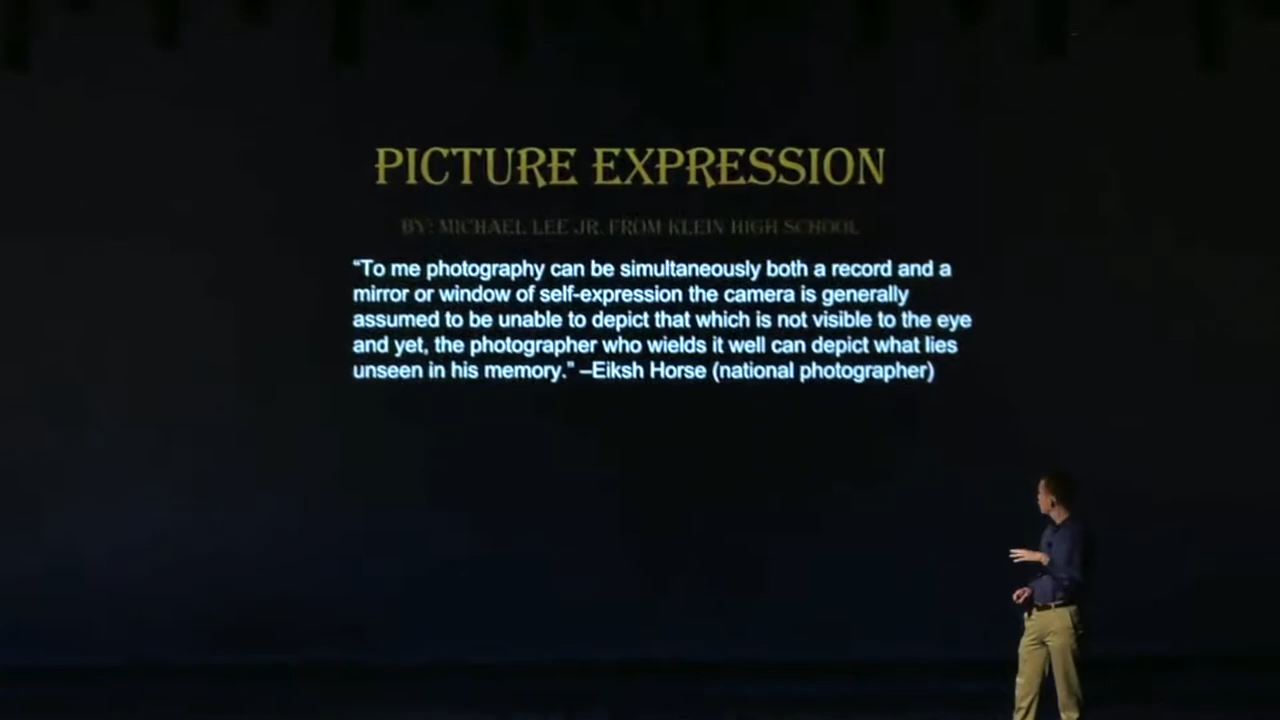 PICTURE EXPRESSION
BY: MICHAEL LEE JR. FROM KLEIN HIGH SCHOOL
“To me photography can be simultaneously both a record and a
mirror or window of self-expression the camera is generally
assumed to be unable to depict that which is not visible to the eye
and yet, the photographer who wields it well can depict what lies
unseen in his memory.” –Eiksh Horse (national photographer)